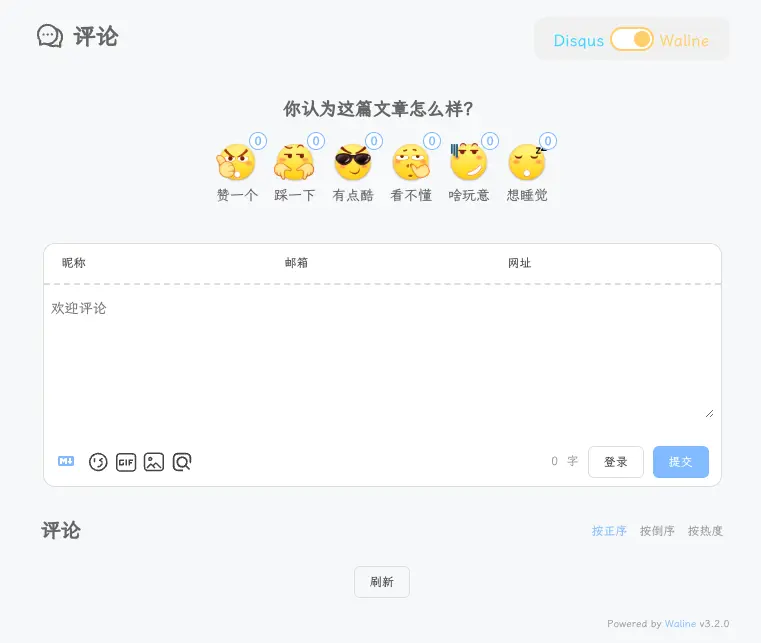 评论
Disqus Waline
你认为这篇文章怎么样?
0 0 0 0 0 0
赞一个 踩一下 有点酷 看不懂 啥玩意 想睡觉
昵称 邮箱 网址
欢迎评论
M↓ GIF 0 字 登录 提交
评论 按正序 按倒序 按热度
刷新
Powered by Waline v3.2.0